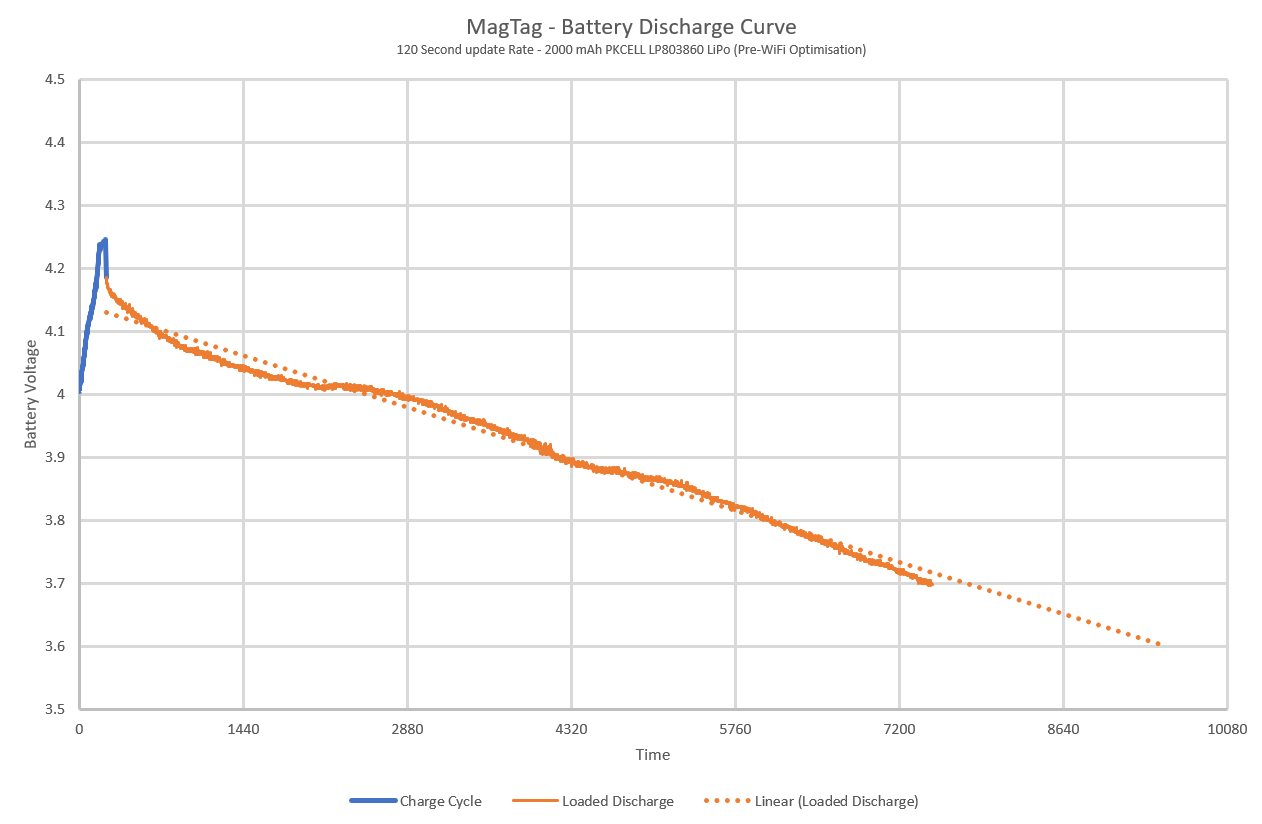 MagTag - Battery Discharge Curve
120 Second update Rate - 2000 mAh PKCELL LP803860 LiPo (Pre-WiFi Optimisation)
4.5
4.4
4.3
4.2
4.1
4
3.9
3.8
3.7
3.6
3.5
Battery Voltage
0 1440 2880 4320 5760 7200 8640 10080
Time
Charge Cycle Loaded Discharge Linear (Loaded Discharge)